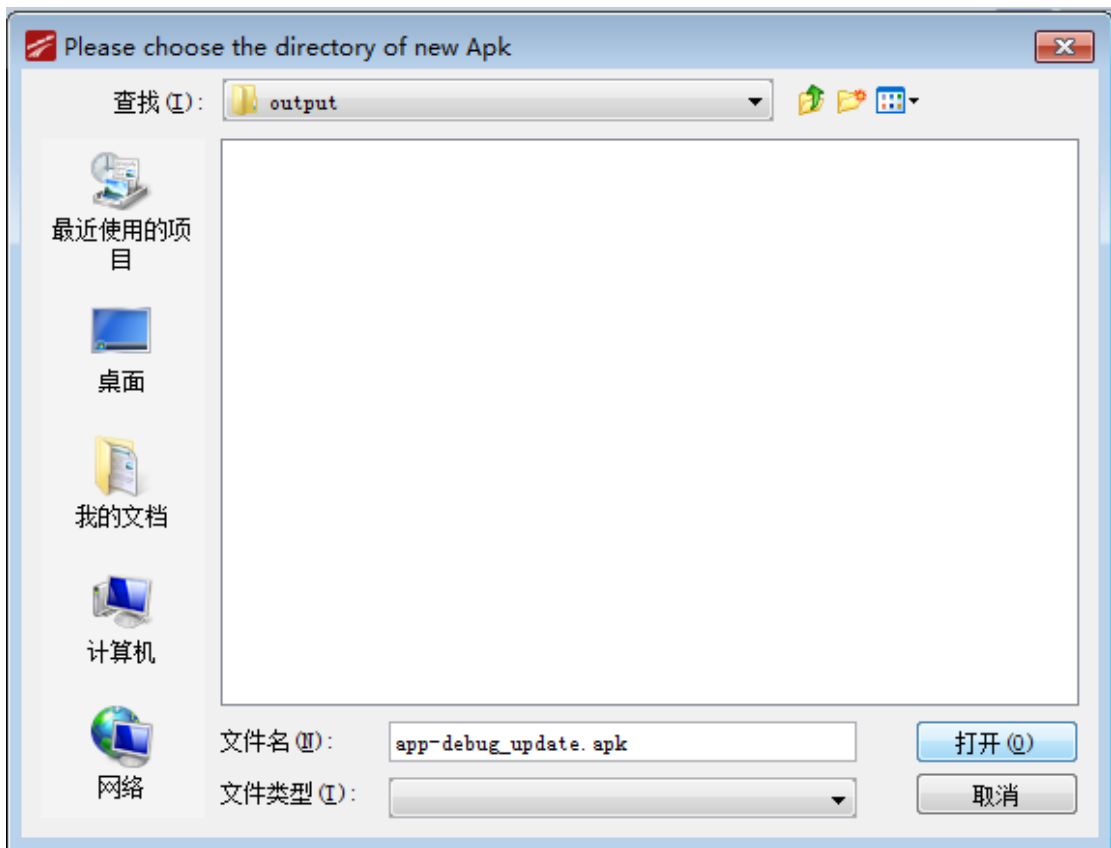 Please choose the directory of new Apk
查找(I):
output
最近使用的项
目
桌面
我的文档
计算机
网络
文件名(N):
app-debug_update.apk
打开(O)
文件类型(T):
取消